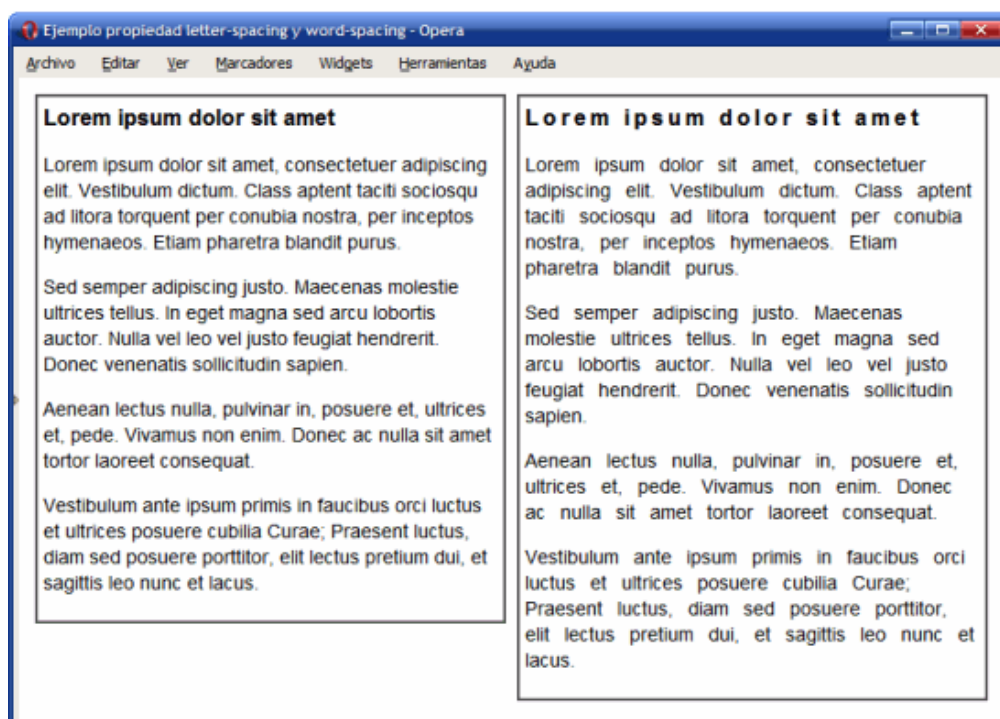 Ejemplo propiedad letter-spacing y word-spacing - Opera
Archivo Editar Ver Marcadores Widgets Herramientas Ayuda
Lorem ipsum dolor sit amet
Lorem ipsum dolor sit amet, consectetuer adipiscing
elit. Vestibulum dictum. Class aptent taciti sociosqu
ad litora torquent per conubia nostra, per inceptos
hymenaeos. Etiam pharetra blandit purus.
Sed semper adipiscing justo. Maecenas molestie
ultrices tellus. In eget magna sed arcu lobortis
auctor. Nulla vel leo vel justo feugiat hendrerit.
Donec venenatis sollicitudin sapien.
Aenean lectus nulla, pulvinar in, posuere et, ultrices
et, pede. Vivamus non enim. Donec ac nulla sit amet
tortor laoreet consequat.
Vestibulum ante ipsum primis in faucibus orci luctus
et ultrices posuere cubilia Curae; Praesent luctus,
diam sed posuere porttitor, elit lectus pretium dui, et
sagittis leo nunc et lacus.
Lorem ipsum dolor sit amet
Lorem ipsum dolor sit amet, consectetuer
adipiscing elit. Vestibulum dictum. Class aptent
taciti sociosqu ad litora torquent per conubia
nostra, per inceptos hymenaeos. Etiam
pharetra blandit purus.
Sed semper adipiscing justo. Maecenas
molestie ultrices tellus. In eget magna sed
arcu lobortis auctor. Nulla vel leo vel justo
feugiat hendrerit. Donec venenatis sollicitudin
sapien.
Aenean lectus nulla, pulvinar in, posuere et,
ultrices et, pede. Vivamus non enim. Donec
ac nulla sit amet tortor laoreet consequat.
Vestibulum ante ipsum primis in faucibus orci
luctus et ultrices posuere cubilia Curae;
Praesent luctus, diam sed posuere porttitor,
elit lectus pretium dui, et sagittis leo nunc et
lacus.